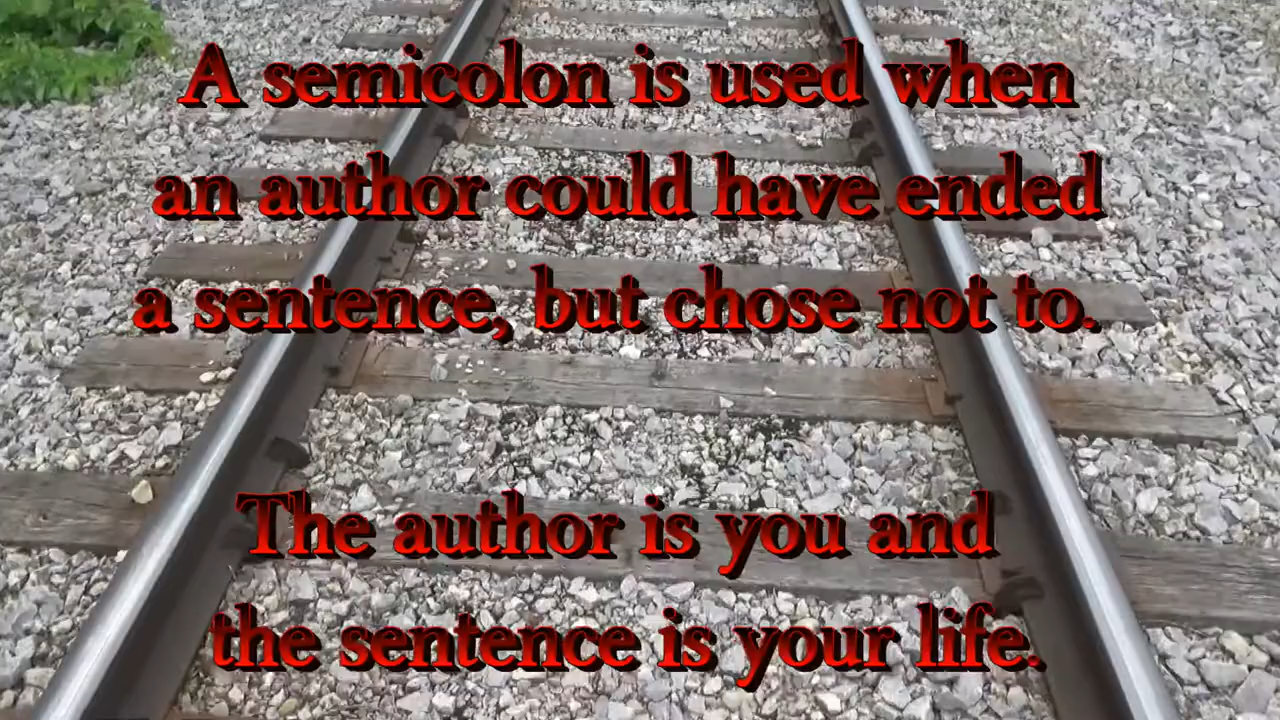 A semicolon is used when
an author could have ended
a sentence, but chose not to.
The author is you and
the sentence is your life.